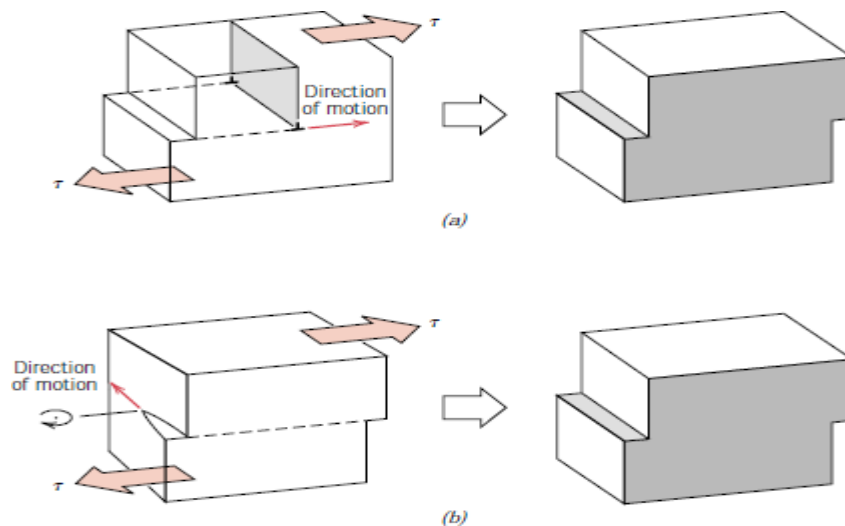 τ
Direction
of motion
τ
(a)
τ
Direction
of motion
τ
(b)